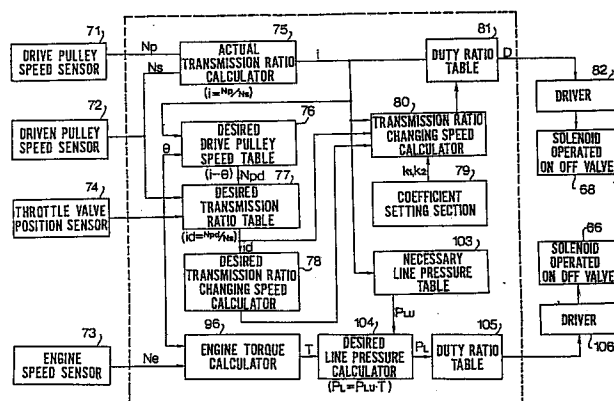 71
DRIVE PULLEY
SPEED SENSOR
Np
Ns
75
ACTUAL
TRANSMISSION RATIO
CALCULATOR
(i=Np/Ns)
i
81
DUTY RATIO
TABLE
D
82
DRIVER
SOLENOID OPERATED
ON OFF VALVE
68
72
DRIVEN PULLEY
SPEED SENSOR
θ
76
DESIRED
DRIVE PULLEY
SPEED TABLE
(i-θ)
Npd
80
TRANSMISSION RATIO
CHANGING SPEED
CALCULATOR
k1,k2
79
COEFFICIENT
SETTING SECTION
74
THROTTLE VALVE
POSITION SENSOR
77
DESIRED
TRANSMISSION
RATIO TABLE
(id=Npd/Ns)
id
78
DESIRED
TRANSMISSION RATIO
CHANGING SPEED
CALCULATOR
103
NECESSARY
LINE PRESSURE
TABLE
PLU
66
SOLENOID OPERATED
ON OFF VALVE
DRIVER
106
73
ENGINE
SPEED SENSOR
Ne
96
ENGINE TORQUE
CALCULATOR
T
104
DESIRED
LINE PRESSURE
CALCULATOR
(PL=PLU·T)
PL
105
DUTY RATIO
TABLE